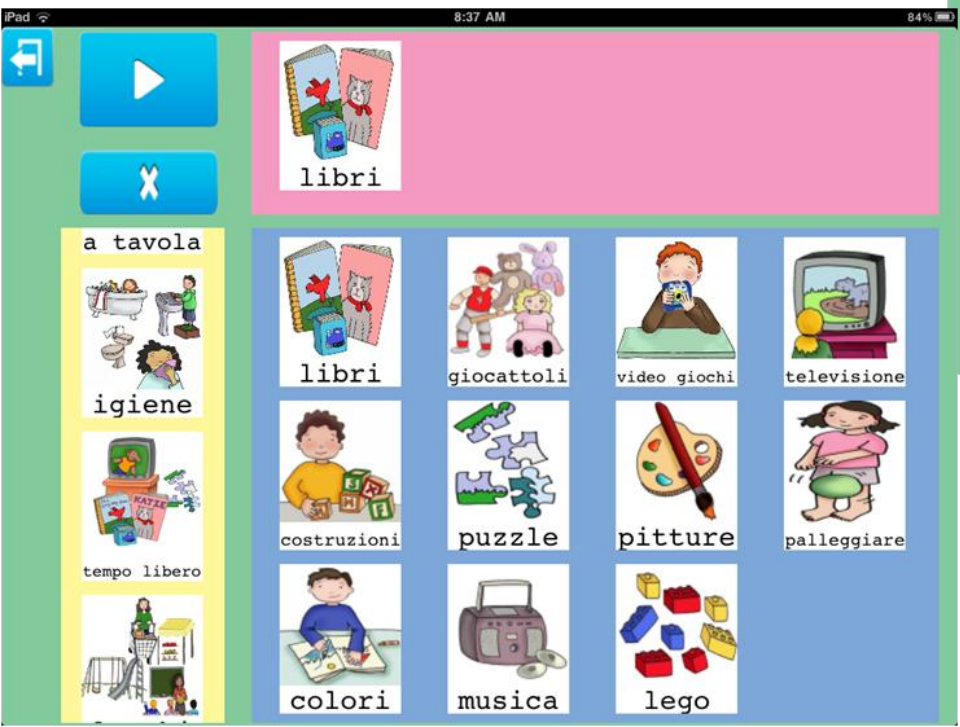 iPad
8:37 AM
84%
libri
a tavola
igiene
KATZE
tempo libero
libri
giocattoli
video giochi
televisione
costruzioni
puzzle
pitture
palleggiare
colori
musica
lego